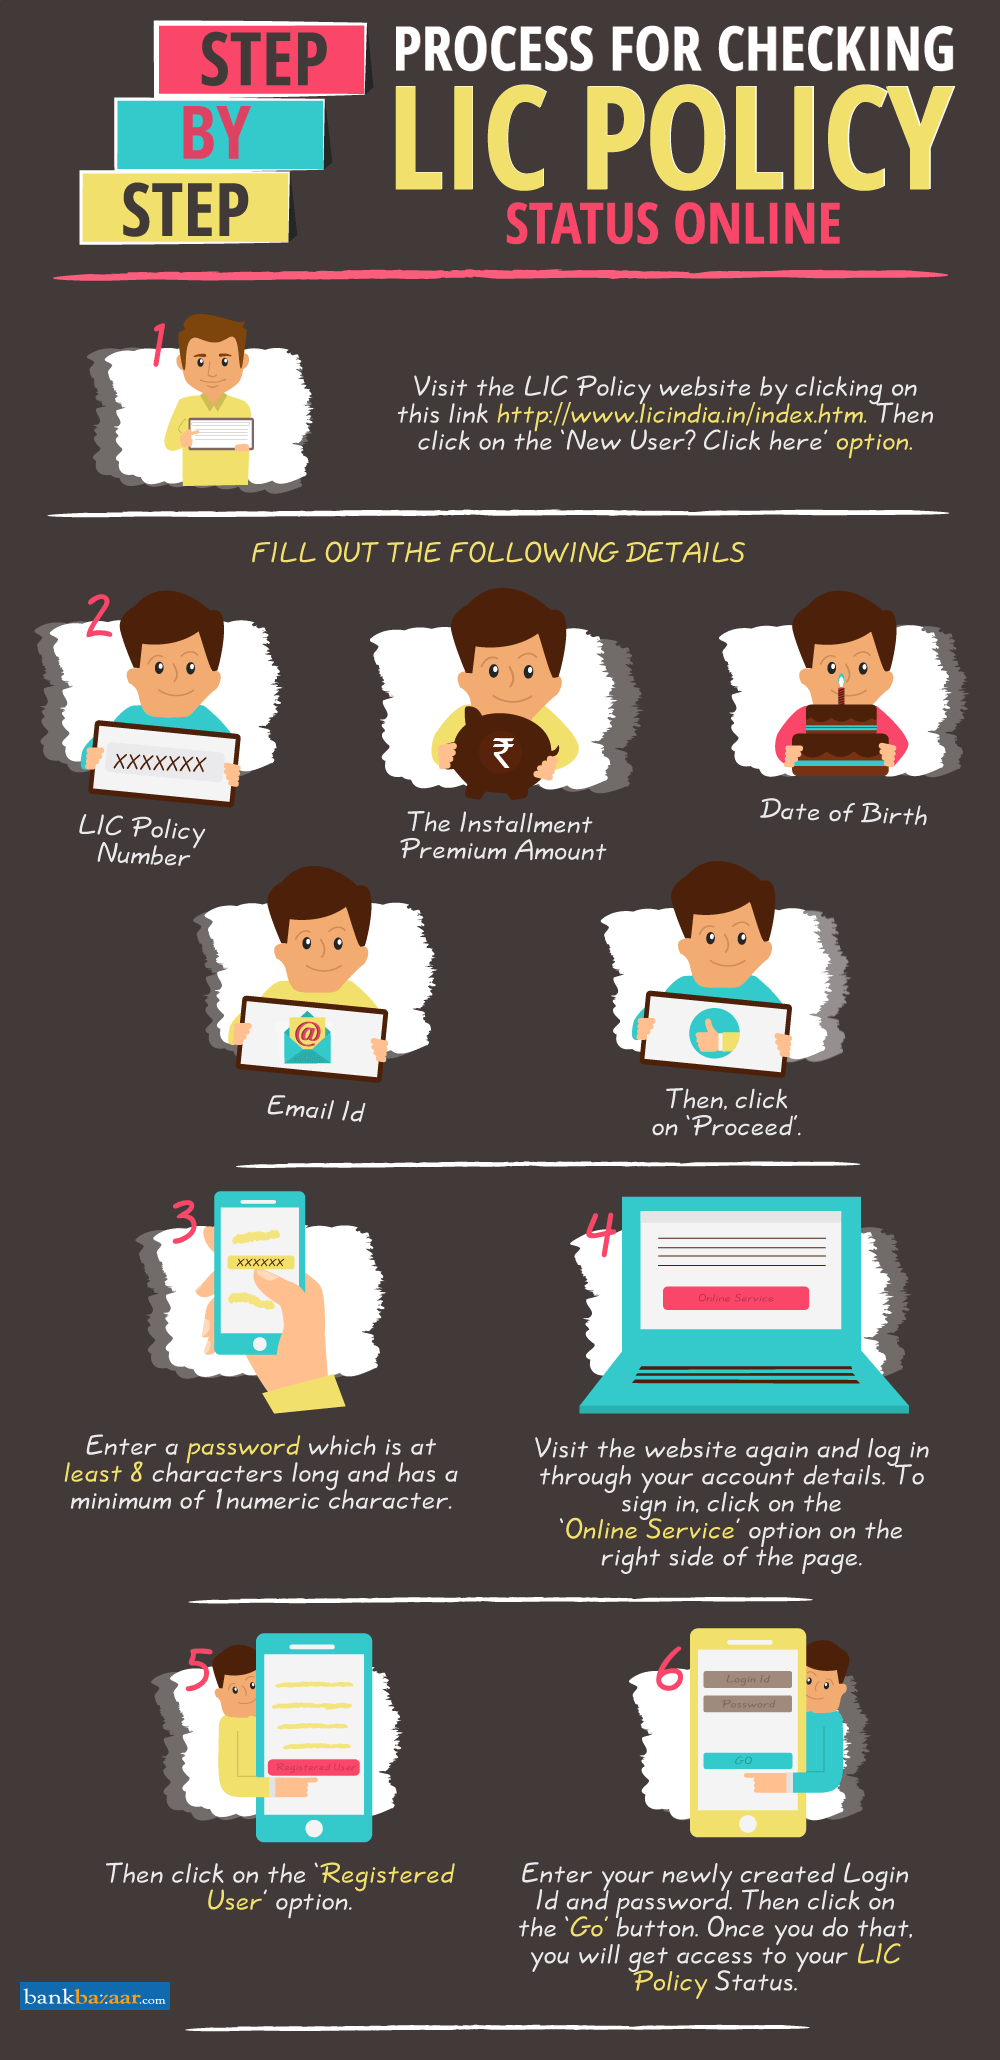 STEP
BY
STEP
PROCESS FOR CHECKING
LIC POLICY
STATUS ONLINE
1
Visit the LIC Policy website by clicking on
this link http://www.licindia.in/index.htm. Then
click on the 'New User? Click here' option.
FILL OUT THE FOLLOWING DETAILS
2
XXXXXXX
LIC Policy
Number
₹
The Installment
Premium Amount
Date of Birth
@
Email Id
Then, click
on 'Proceed'.
3
XXXXXX
Enter a password which is at
least 8 characters long and has a
minimum of 1 numeric character.
4
Online Service
Visit the website again and log in
through your account details. To
sign in, click on the
'Online Service' option on the
right side of the page.
5
Registered User
Then click on the 'Registered
User' option.
6
Login Id
Password
GO
Enter your newly created Login
Id and password. Then click on
the 'Go' button. Once you do that,
you will get access to your LIC
Policy Status.
bankbazaar.com